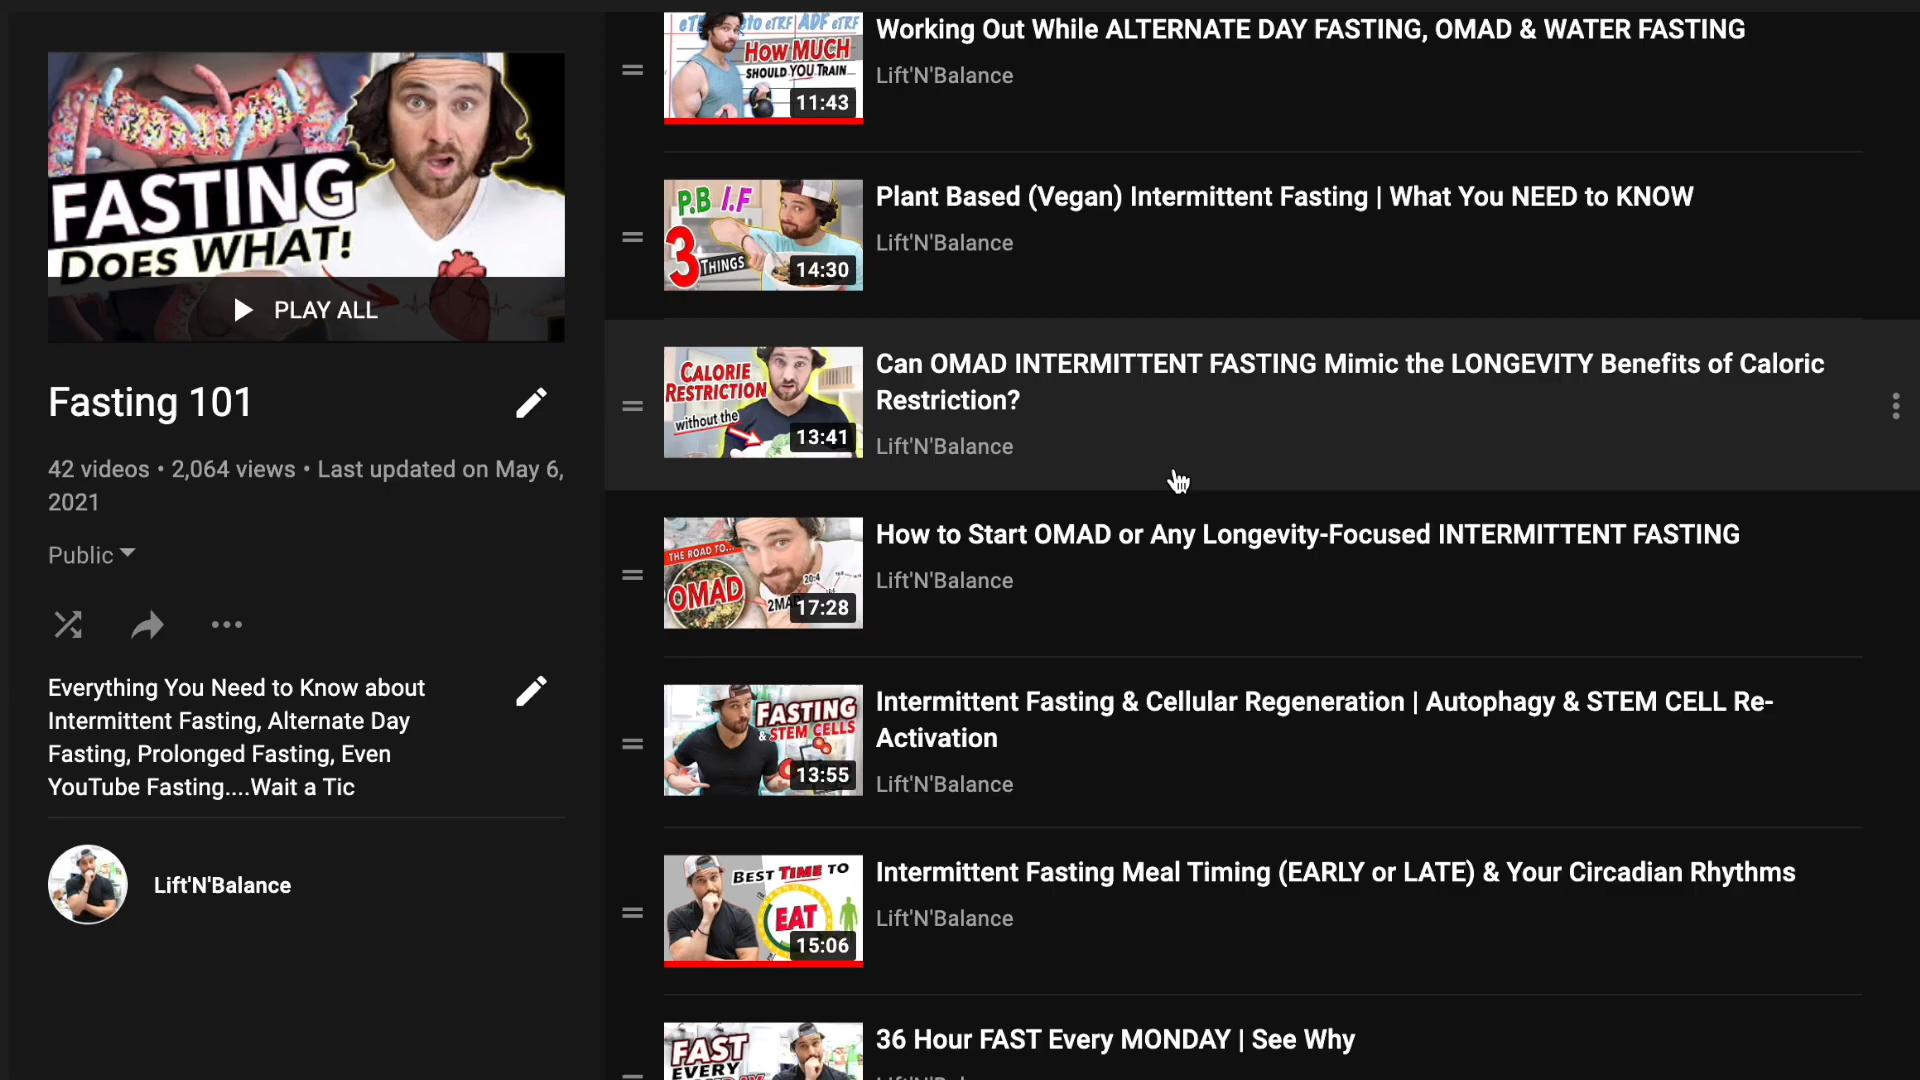 FASTING
DOES WHAT!
PLAY ALL
Fasting 101
42 videos • 2,064 views • Last updated on May 6,
2021
Public
Everything You Need to Know about
Intermittent Fasting, Alternate Day
Fasting, Prolonged Fasting, Even
YouTube Fasting....Wait a Tic
Lift'N'Balance
ADF eTRF
HOW MUCH
SHOULD YOU TRAIN
11:43
Working Out While ALTERNATE DAY FASTING, OMAD & WATER FASTING
Lift'N'Balance
P.B I.F
3 THINGS
14:30
Plant Based (Vegan) Intermittent Fasting | What You NEED to KNOW
Lift'N'Balance
CALORIE
RESTRICTION
without the
13:41
Can OMAD INTERMITTENT FASTING Mimic the LONGEVITY Benefits of Caloric
Restriction?
Lift'N'Balance
THE ROAD TO...
OMAD
20:4
17:28
How to Start OMAD or Any Longevity-Focused INTERMITTENT FASTING
Lift'N'Balance
FASTING
& STEM CELLS
13:55
Intermittent Fasting & Cellular Regeneration | Autophagy & STEM CELL Re-
Activation
Lift'N'Balance
BEST TIME TO
EAT
15:06
Intermittent Fasting Meal Timing (EARLY or LATE) & Your Circadian Rhythms
Lift'N'Balance
FAST
EVERY
36 Hour FAST Every MONDAY | See Why